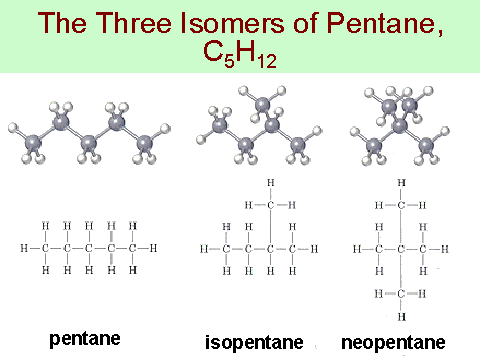 The Three Isomers of Pentane,
C₅H₁₂
H H H H H
H—C—C—C—C—C—H
H H H H H
pentane
H
H—C—H
H H H
H—C—C—C—C—H
H H H H
isopentane
H
H—C—H
H H
H—C—C—C—H
H H
H—C—H
H
neopentane